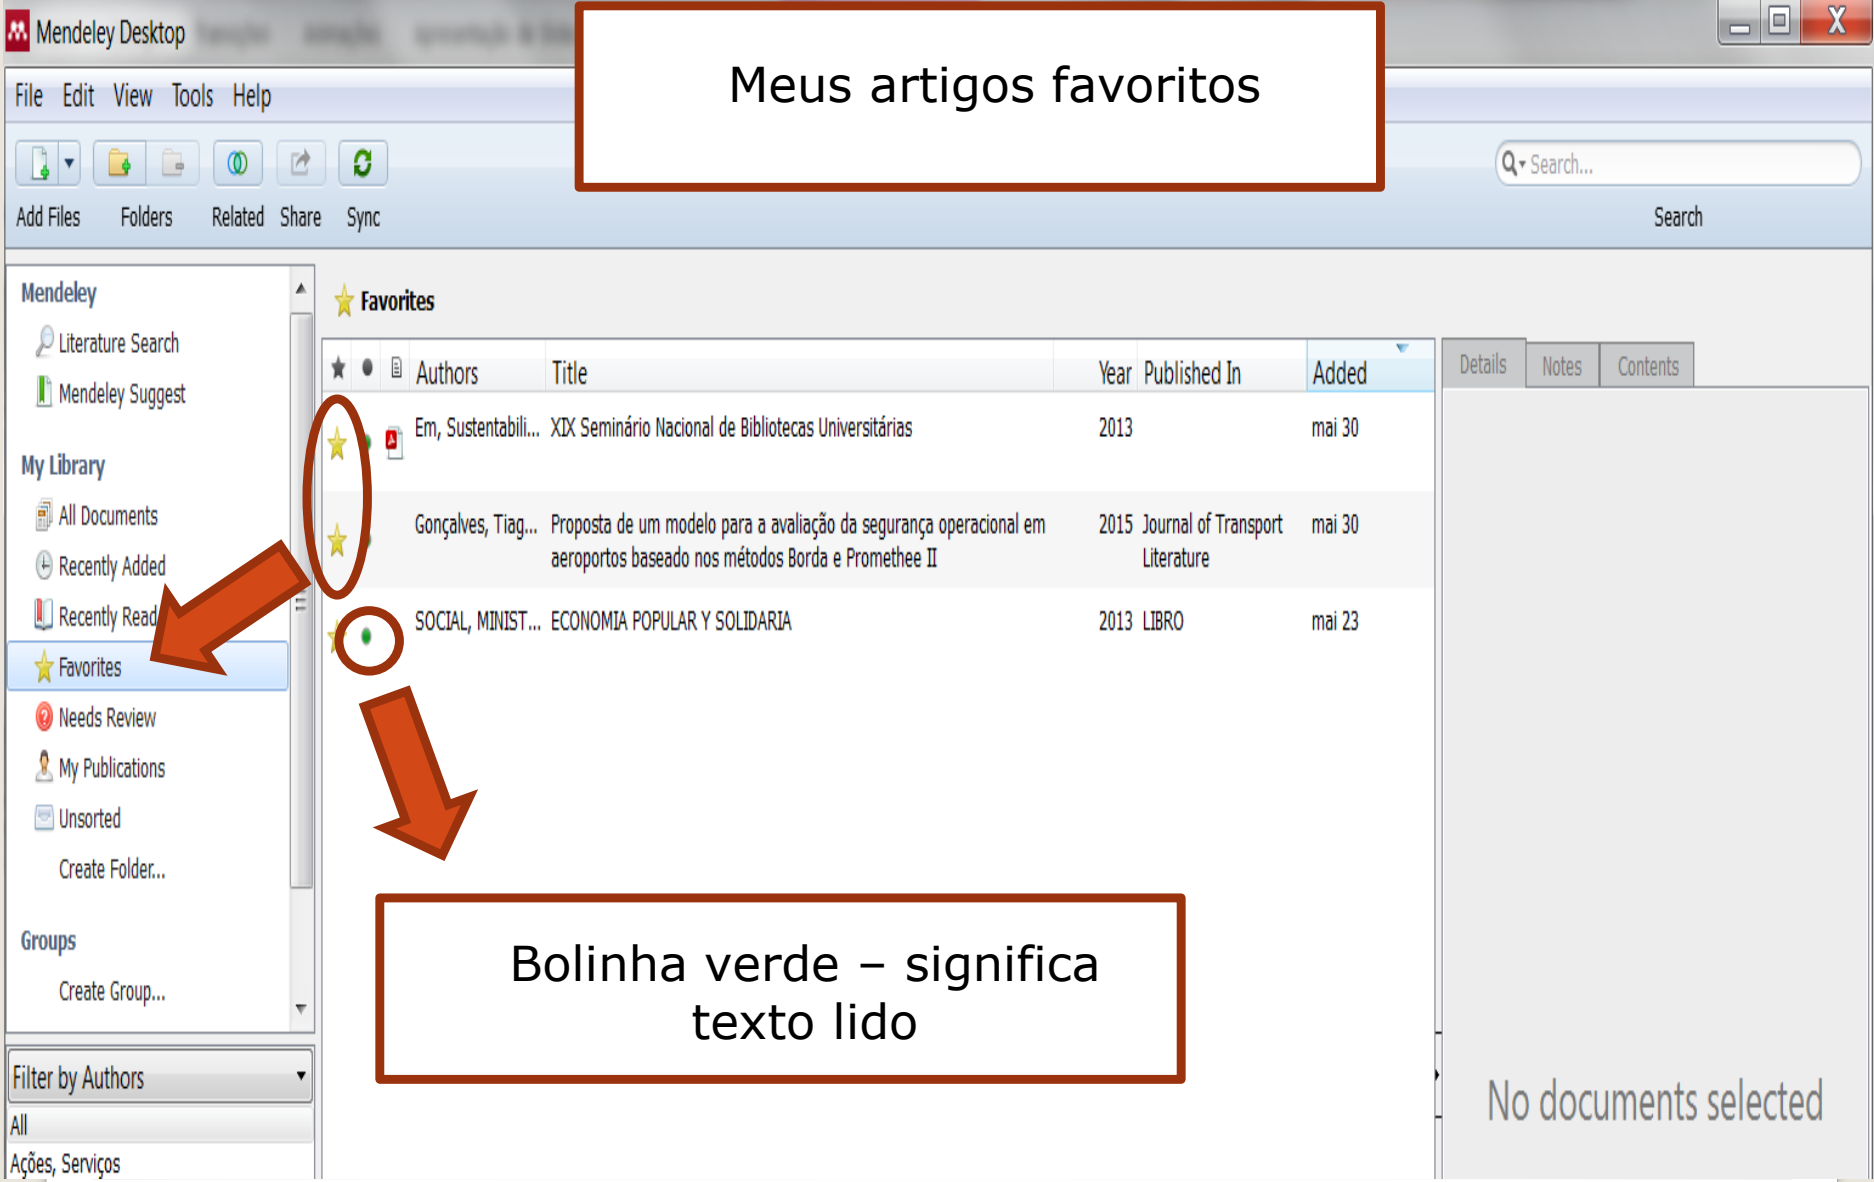 Mendeley Desktop
Meus artigos favoritos
File Edit View Tools Help
Search...
Add Files Folders Related Share Sync
Search
Mendeley
Literature Search
Mendeley Suggest
My Library
All Documents
Recently Added
Recently Read
Favorites
Needs Review
My Publications
Unsorted
Create Folder...
Groups
Create Group...
Filter by Authors
All
Ações, Serviços
Favorites
Authors Title Year Published In Added
Em, Sustentabili... XIX Seminário Nacional de Bibliotecas Universitárias 2013 mai 30
Gonçalves, Tiag... Proposta de um modelo para a avaliação da segurança operacional em 2015 Journal of Transport mai 30
aeroportos baseado nos métodos Borda e Promethee II Literature
SOCIAL, MINIST... ECONOMIA POPULAR Y SOLIDARIA 2013 LIBRO mai 23
Bolinha verde – significa
texto lido
Details Notes Contents
No documents selected